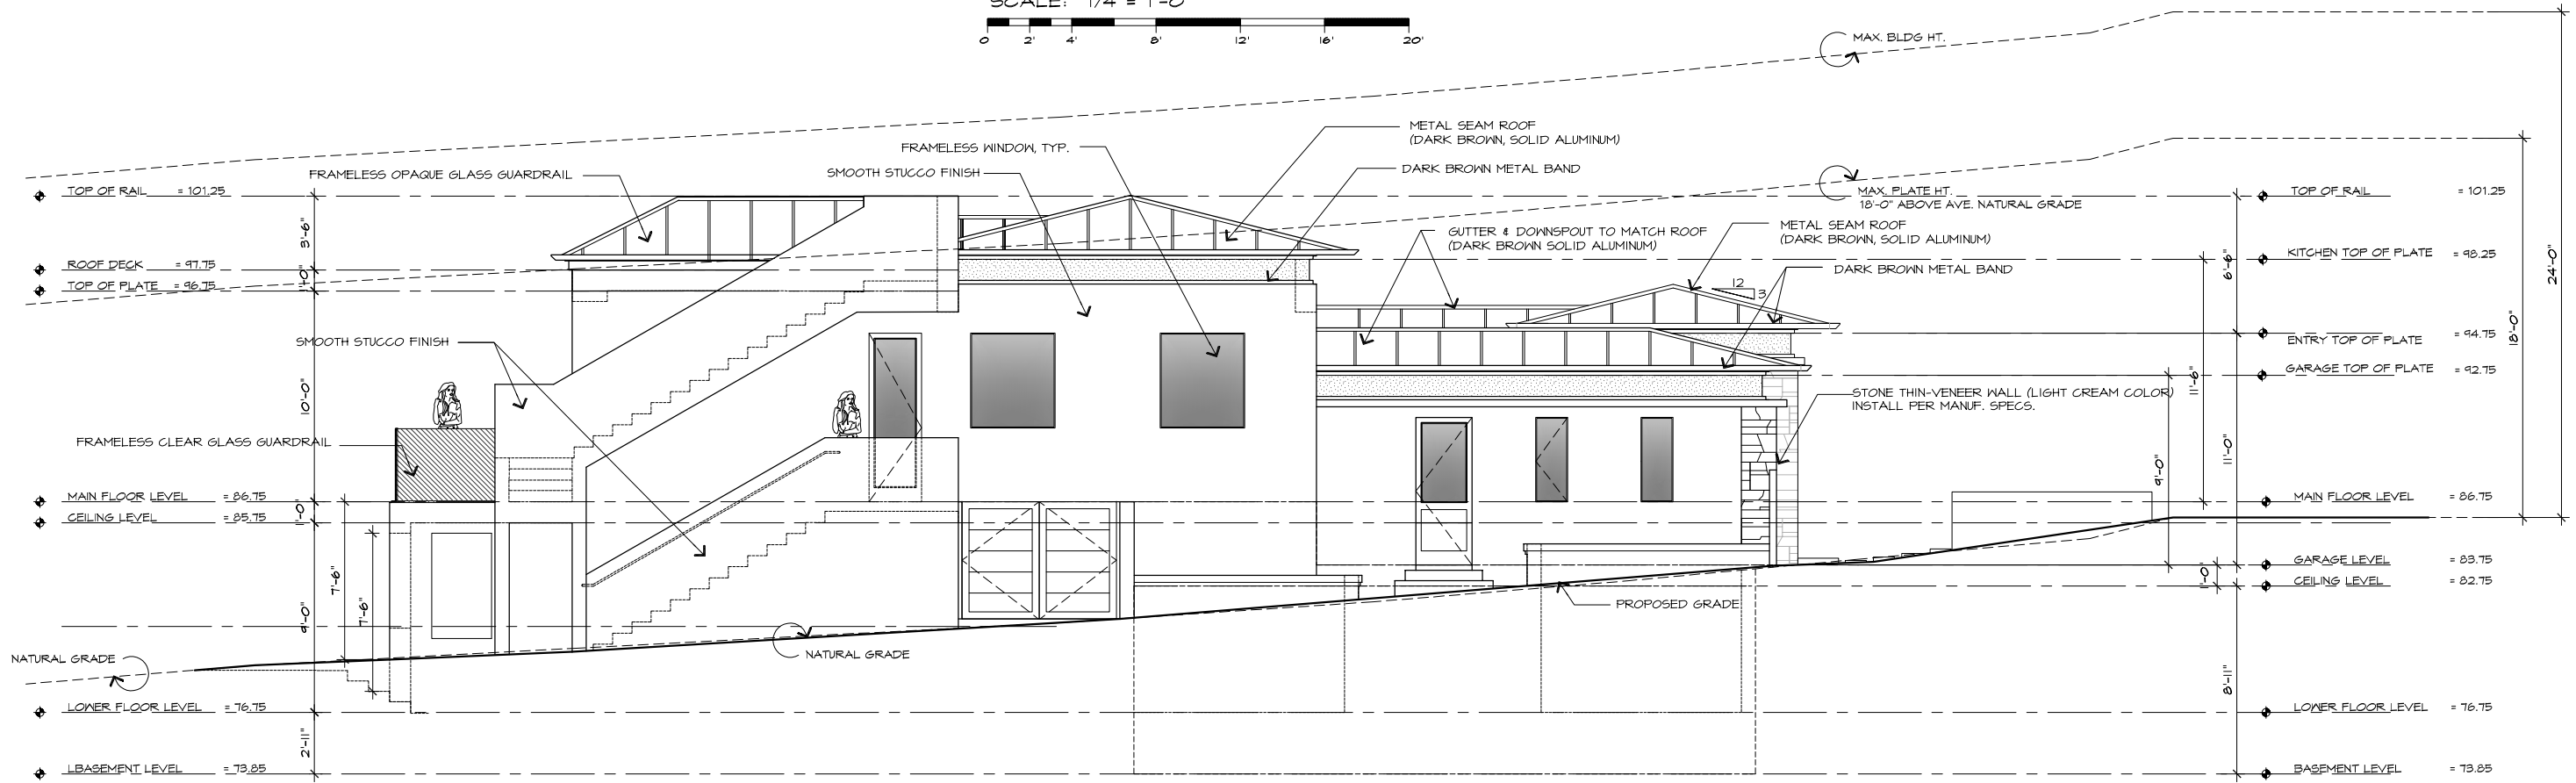 SCALE: 1/4" = 1'-0"
0 2' 4' 8' 12' 16' 20'
MAX. BLDG HT.
METAL SEAM ROOF
(DARK BROWN, SOLID ALUMINUM)
FRAMELESS WINDOW, TYP.
SMOOTH STUCCO FINISH
DARK BROWN METAL BAND
FRAMELESS OPAQUE GLASS GUARDRAIL
MAX. PLATE HT.
18'-0" ABOVE AVE. NATURAL GRADE
TOP OF RAIL = 101.25
TOP OF RAIL = 101.25
METAL SEAM ROOF
(DARK BROWN, SOLID ALUMINUM)
GUTTER & DOWNSPOUT TO MATCH ROOF
(DARK BROWN SOLID ALUMINUM)
3'-6"
KITCHEN TOP OF PLATE = 98.25
ROOF DECK = 97.75
DARK BROWN METAL BAND
6'-6"
24'-0"
1'-0"
TOP OF PLATE = 96.75
12
3
18'-0"
ENTRY TOP OF PLATE = 94.75
SMOOTH STUCCO FINISH
GARAGE TOP OF PLATE = 92.75
11'-6"
10'-0"
STONE THIN-VENEER WALL (LIGHT CREAM COLOR)
INSTALL PER MANUF. SPECS.
FRAMELESS CLEAR GLASS GUARDRAIL
11'-0"
9'-0"
MAIN FLOOR LEVEL = 86.75
MAIN FLOOR LEVEL = 86.75
1'-0"
CEILING LEVEL = 85.75
GARAGE LEVEL = 83.75
1'-0"
CEILING LEVEL = 82.75
7'-6"
7'-6"
9'-0"
PROPOSED GRADE
NATURAL GRADE
NATURAL GRADE
8'-11"
LOWER FLOOR LEVEL = 76.75
LOWER FLOOR LEVEL = 76.75
2'-11"
LBASEMENT LEVEL = 73.85
BASEMENT LEVEL = 73.85